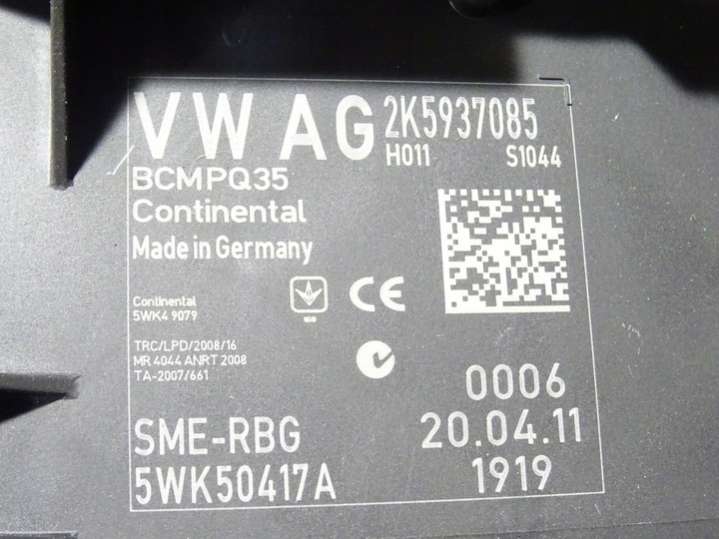 VW AG 2K5937085
H011 S1044
BCMPQ35
Continental
Made in Germany
Continental
5WK4 9079
CE
TRC/LPD/2008/16
MR 4044 ANRT 2008
TA-2007/661
0006
SME-RBG 20.04.11
5WK50417A 1919